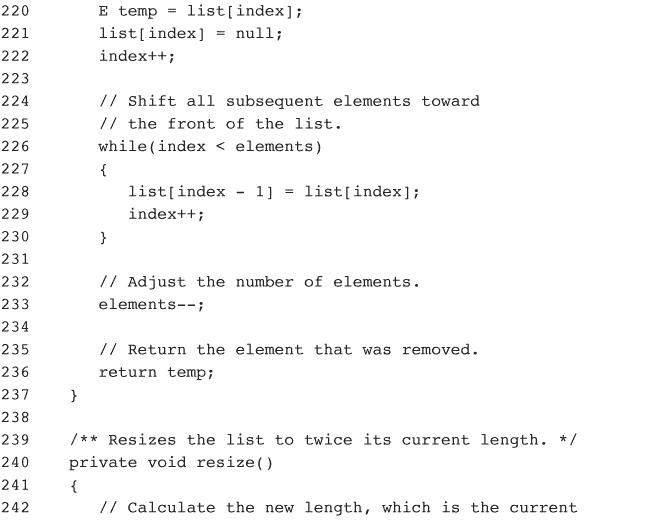 220       E temp = list[index];
221       list[index] = null;
222       index++;
223
224       // Shift all subsequent elements toward
225       // the front of the list.
226       while(index < elements)
227       {
228          list[index - 1] = list[index];
229          index++;
230       }
231
232       // Adjust the number of elements.
233       elements--;
234
235       // Return the element that was removed.
236       return temp;
237    }
238
239    /** Resizes the list to twice its current length. */
240    private void resize()
241    {
242       // Calculate the new length, which is the current